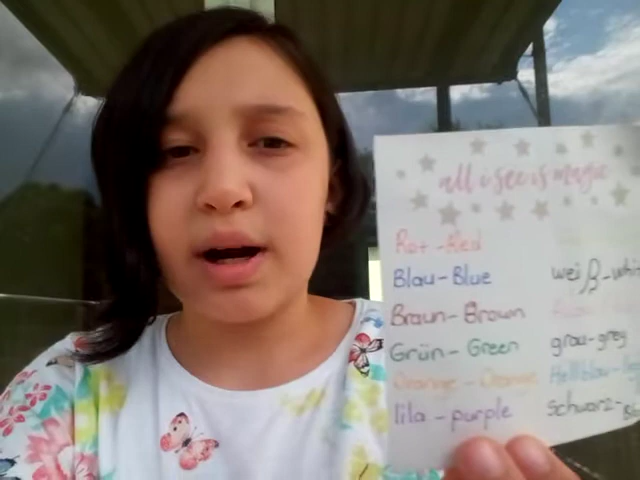 all i see is magic
Rot - Red
Blau - Blue
Braun - Brown
Grün - Green
Orange - Orange
lila - purple
weiß - whi
grau - grey
Hellblau -
schwarz -